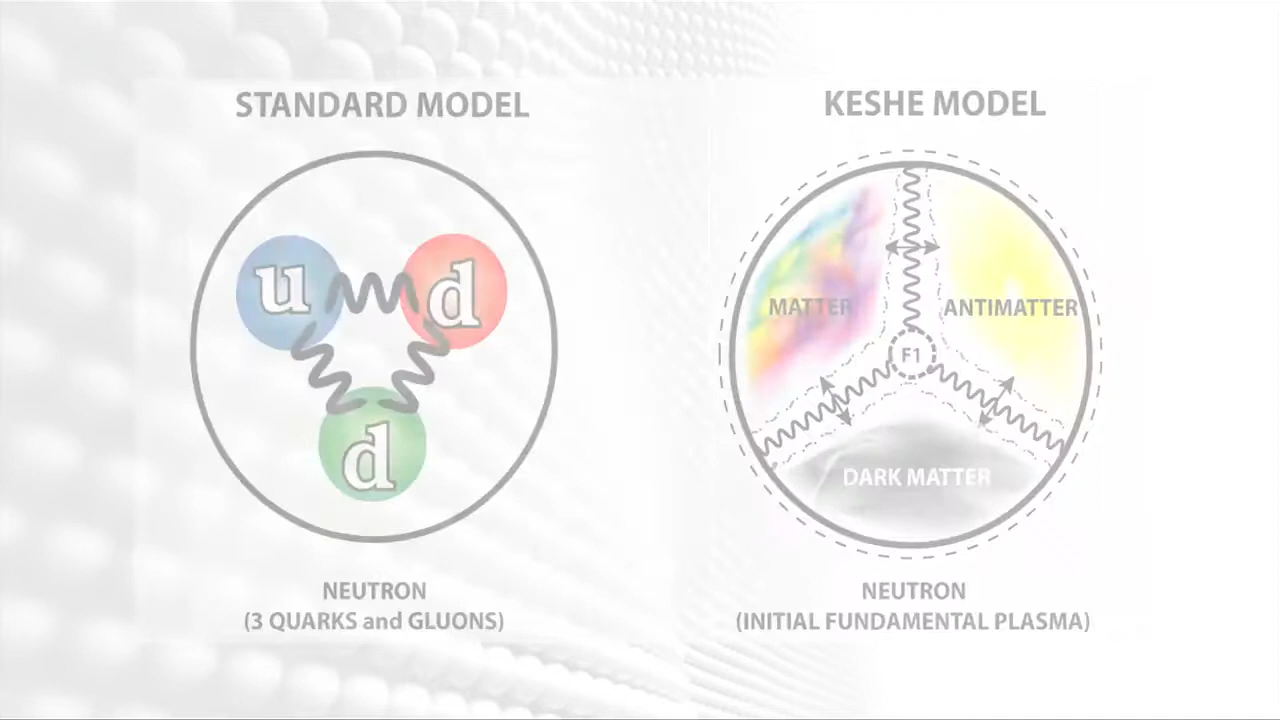 STANDARD MODEL
KESHE MODEL
u
d
d
MATTER
ANTIMATTER
F1
DARK MATTER
NEUTRON
(3 QUARKS and GLUONS)
NEUTRON
(INITIAL FUNDAMENTAL PLASMA)